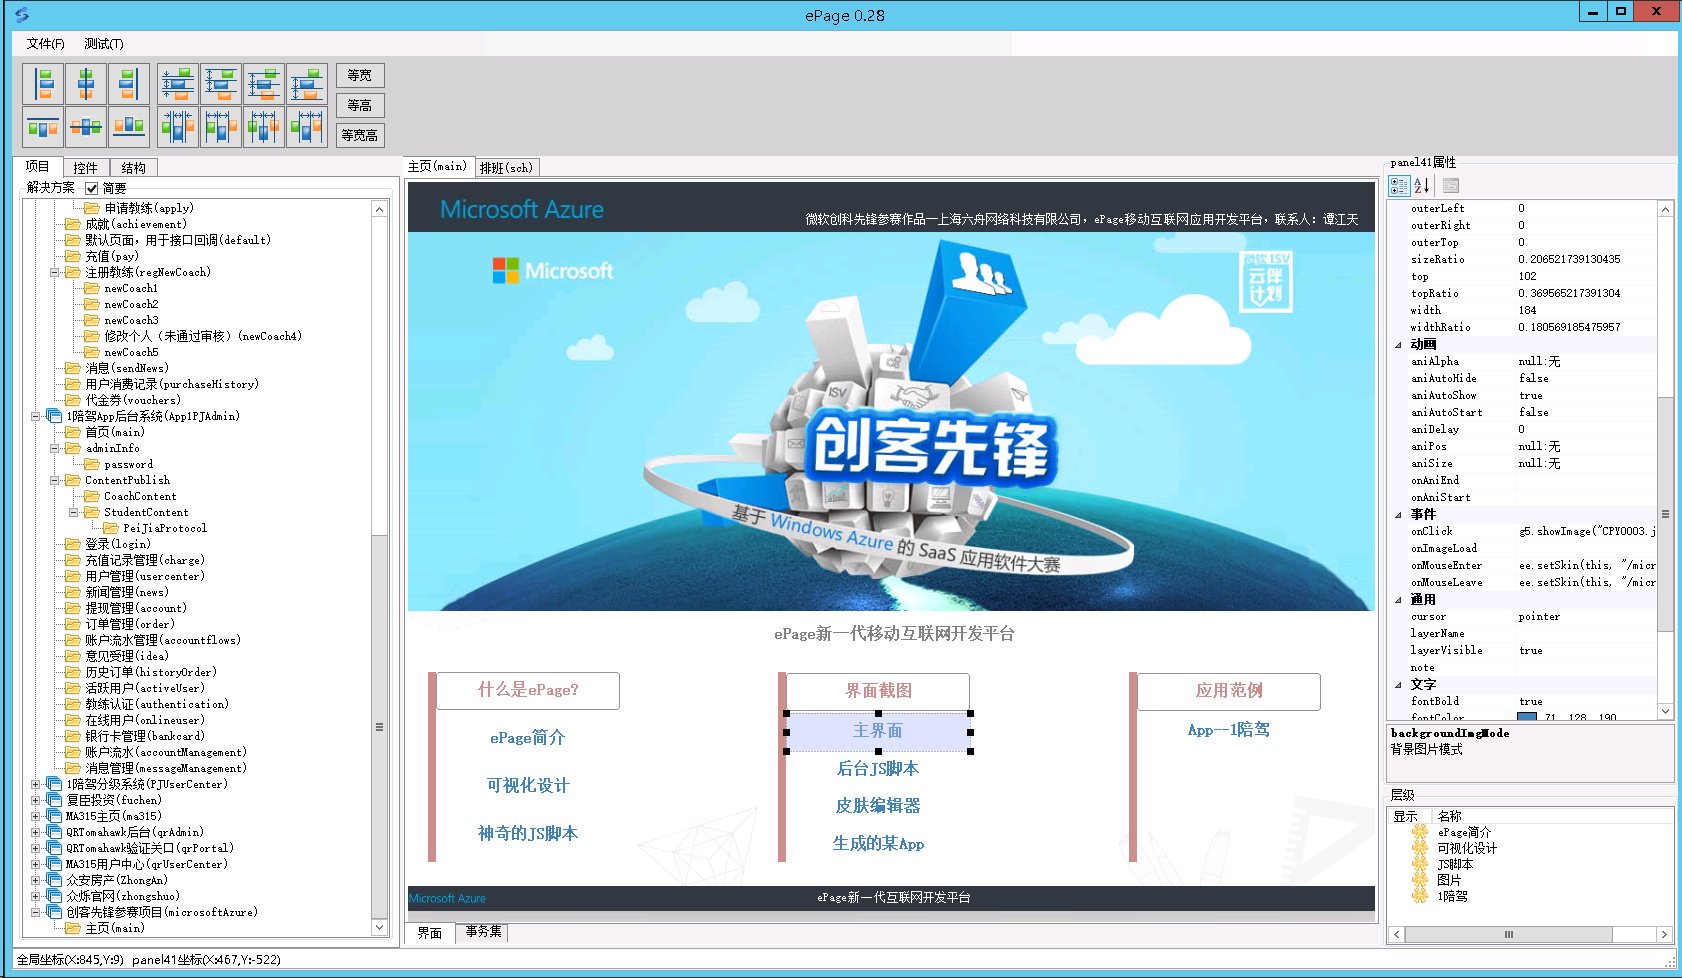 ePage 0.28
文件(F) 测试(T)
等宽
等高
等宽高
项目 控件 结构
解决方案 简要
申请教练(apply)
成就(achievement)
默认页面，用于接口回调(default)
充值(pay)
注册教练(regNewCoach)
newCoach1
newCoach2
newCoach3
修改个人（未通过审核）(newCoach4)
newCoach5
消息(sendNews)
用户消费记录(purchaseHistory)
代金券(vouchers)
1陪驾App后台系统(App1PJAdmin)
首页(main)
adminInfo
password
ContentPublish
CoachContent
StudentContent
PeiJiaProtocol
登录(login)
充值记录管理(charge)
用户管理(usercenter)
新闻管理(news)
提现管理(account)
订单管理(order)
账户流水管理(accountflows)
意见受理(idea)
历史订单(historyOrder)
活跃用户(activeUser)
教练认证(authentication)
在线用户(onlineuser)
银行卡管理(bankcard)
账户流水(accountManagement)
消息管理(messageManagement)
1陪驾分级系统(PJUserCenter)
复臣投资(fuchen)
MA315主页(ma315)
QRTomahawk后台(qrAdmin)
QRTomahawk验证关口(qrPortal)
MA315用户中心(qrUserCenter)
众安房产(ZhongAn)
众烁官网(zhongshuo)
创客先锋参赛项目(microsoftAzure)
主页(main)
主页(main) 排班(sch)
Microsoft Azure
微软创科先锋参赛作品—上海六舟网络科技有限公司，ePage移动互联网应用开发平台，联系人：谭江天
Microsoft
微软 ISV
云伴
计划
ISV
创客先锋
基于 Windows Azure 的 SaaS 应用软件大赛
ePage新一代移动互联网开发平台
什么是ePage?
ePage简介
可视化设计
神奇的JS脚本
界面截图
主界面
后台JS脚本
皮肤编辑器
生成的某App
应用范例
App--1陪驾
Microsoft Azure
ePage新一代互联网开发平台
界面 事务集
panel41属性
outerLeft 0
outerRight 0
outerTop 0
sizeRatio 0.206521739130435
top 102
topRatio 0.369565217391304
width 184
widthRatio 0.180569185475957
动画
aniAlpha null:无
aniAutoHide false
aniAutoShow true
aniAutoStart false
aniDelay 0
aniPos null:无
aniSize null:无
onAniEnd
onAniStart
事件
onClick g5.showImage("CPY0003.j
onImageLoad
onMouseEnter ee.setSkin(this, "/micr
onMouseLeave ee.setSkin(this, "/micr
通用
cursor pointer
layerName
layerVisible true
note
文字
fontBold true
fontColor 71, 128, 190
backgroundImgMode
背景图片模式
层级
显示 名称
ePage简介
可视化设计
JS脚本
图片
1陪驾
全局坐标(X:845,Y:9) panel41坐标(X:467,Y:-522)